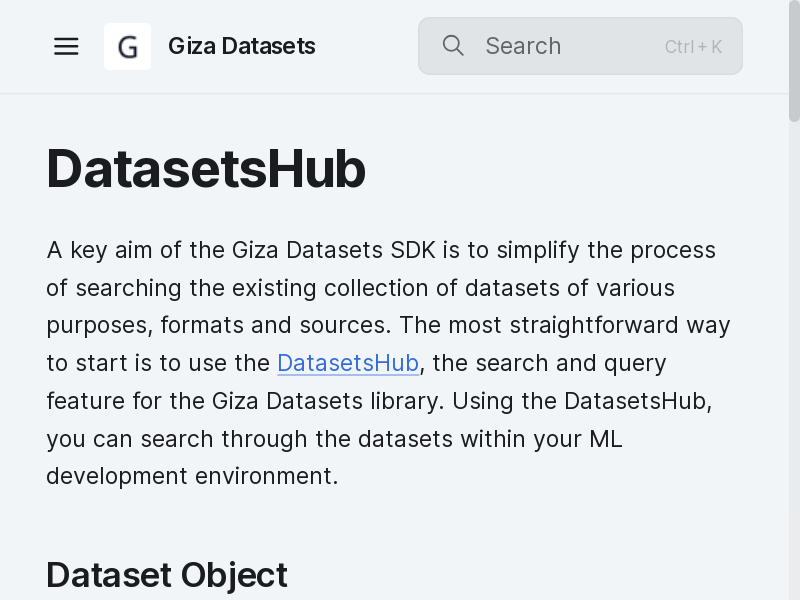 G
Giza Datasets
Search
Ctrl + K
DatasetsHub
A key aim of the Giza Datasets SDK is to simplify the process
of searching the existing collection of datasets of various
purposes, formats and sources. The most straightforward way
to start is to use the DatasetsHub, the search and query
feature for the Giza Datasets library. Using the DatasetsHub,
you can search through the datasets within your ML
development environment.
Dataset Object